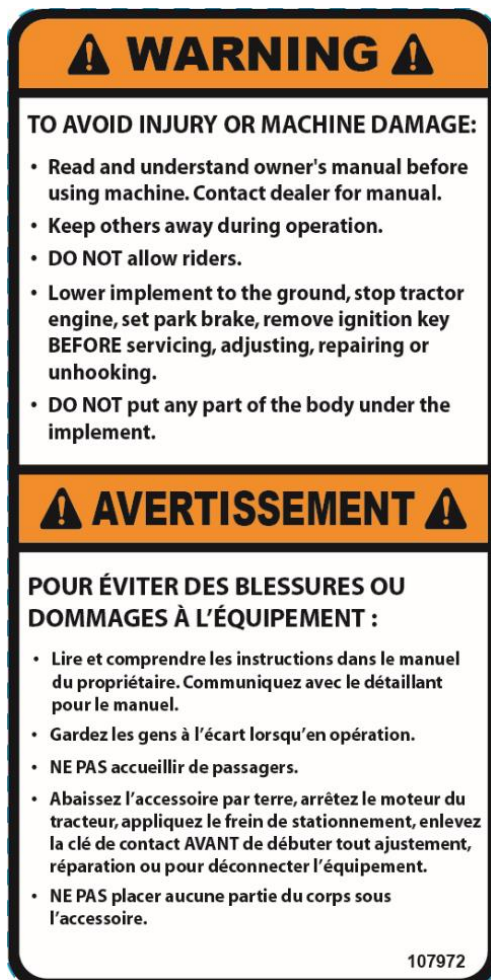 WARNING
TO AVOID INJURY OR MACHINE DAMAGE:
• Read and understand owner's manual before
using machine. Contact dealer for manual.
• Keep others away during operation.
• DO NOT allow riders.
• Lower implement to the ground, stop tractor
engine, set park brake, remove ignition key
BEFORE servicing, adjusting, repairing or
unhooking.
• DO NOT put any part of the body under the
implement.
AVERTISSEMENT
POUR ÉVITER DES BLESSURES OU
DOMMAGES À L'ÉQUIPEMENT :
• Lire et comprendre les instructions dans le manuel
du propriétaire. Communiquez avec le détaillant
pour le manuel.
• Gardez les gens à l'écart lorsqu'en opération.
• NE PAS accueillir de passagers.
• Abaissez l'accessoire par terre, arrêtez le moteur du
tracteur, appliquez le frein de stationnement, enlevez
la clé de contact AVANT de débuter tout ajustement,
réparation ou pour déconnecter l'équipement.
• NE PAS placer aucune partie du corps sous
l'accessoire.
107972